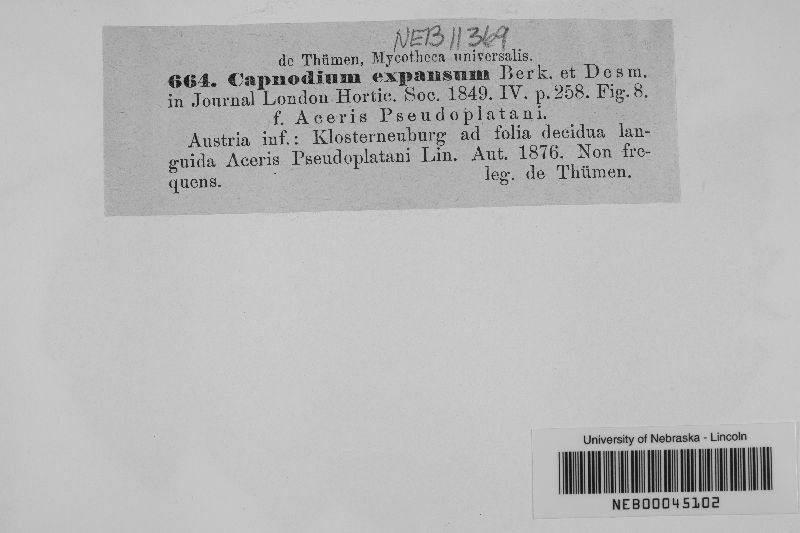 NEB 11369
de Thümen, Mycotheca universalis.
664. Capnodium expansum Berk. et Desm.
in Journal London Hortic. Soc. 1849. IV. p. 258. Fig. 8.
f. Aceris Pseudoplatani.
Austria inf.: Klosterneuburg ad folia decidua lan-
guida Aceris Pseudoplatani Lin. Aut. 1876. Non fre-
quens. leg. de Thümen.
University of Nebraska - Lincoln
NEB00045102